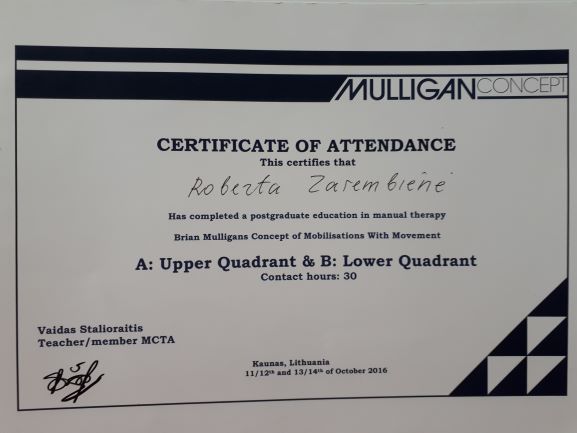 MULLIGANCONCEPT
CERTIFICATE OF ATTENDANCE
This certifies that
Roberta Zarembienė
Has completed a postgraduate education in manual therapy
Brian Mulligans Concept of Mobilisations With Movement
A: Upper Quadrant & B: Lower Quadrant
Contact hours: 30
Vaidas Stalioraitis
Teacher/member MCTA
Kaunas, Lithuania
11/12th and 13/14th of October 2016